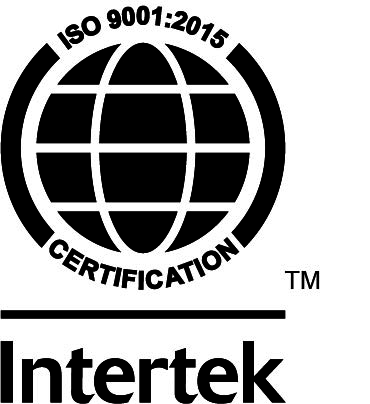 ISO 9001:2015
CERTIFICATION
TM
Intertek